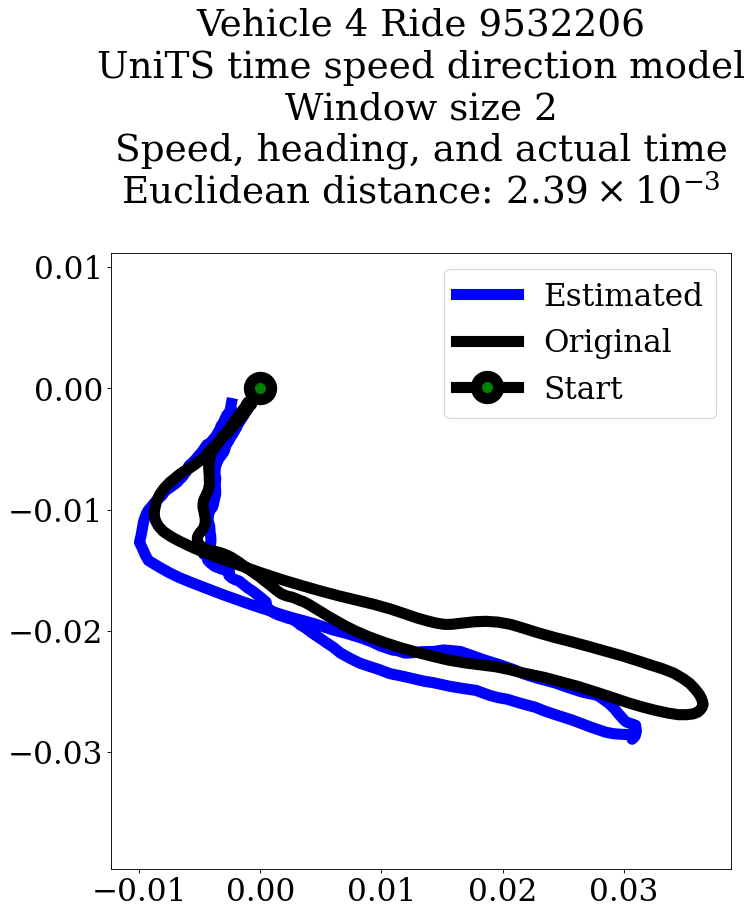 Vehicle 4 Ride 9532206
UniTS time speed direction model
Window size 2
Speed, heading, and actual time
Euclidean distance: 2.39 × 10⁻³
0.01
0.00
−0.01
−0.02
−0.03
Estimated
Original
Start
−0.01 0.00 0.01 0.02 0.03